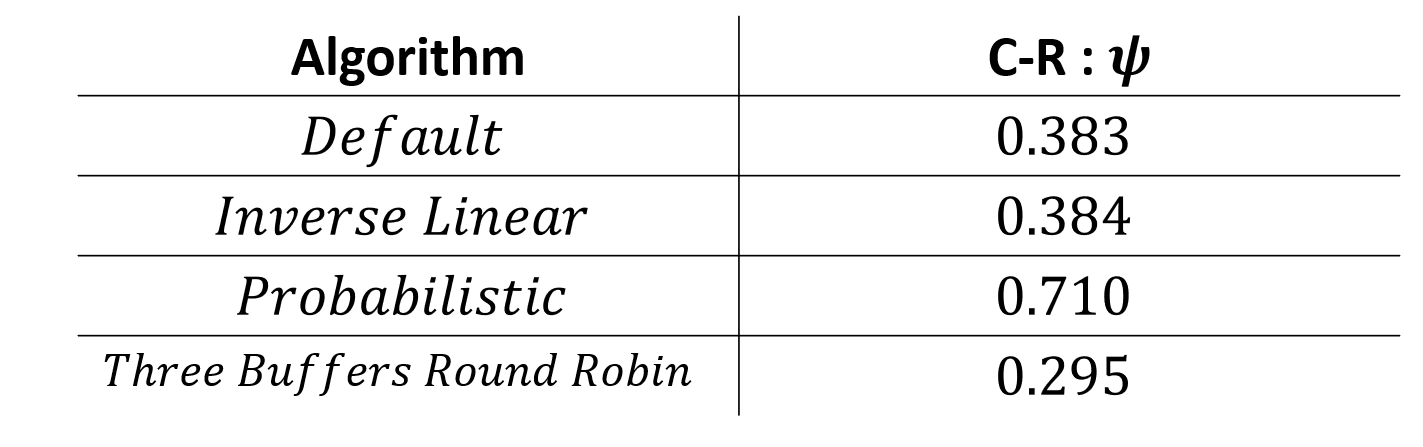 Algorithm C-R : ψ
Default 0.383
Inverse Linear 0.384
Probabilistic 0.710
Three Buffers Round Robin 0.295